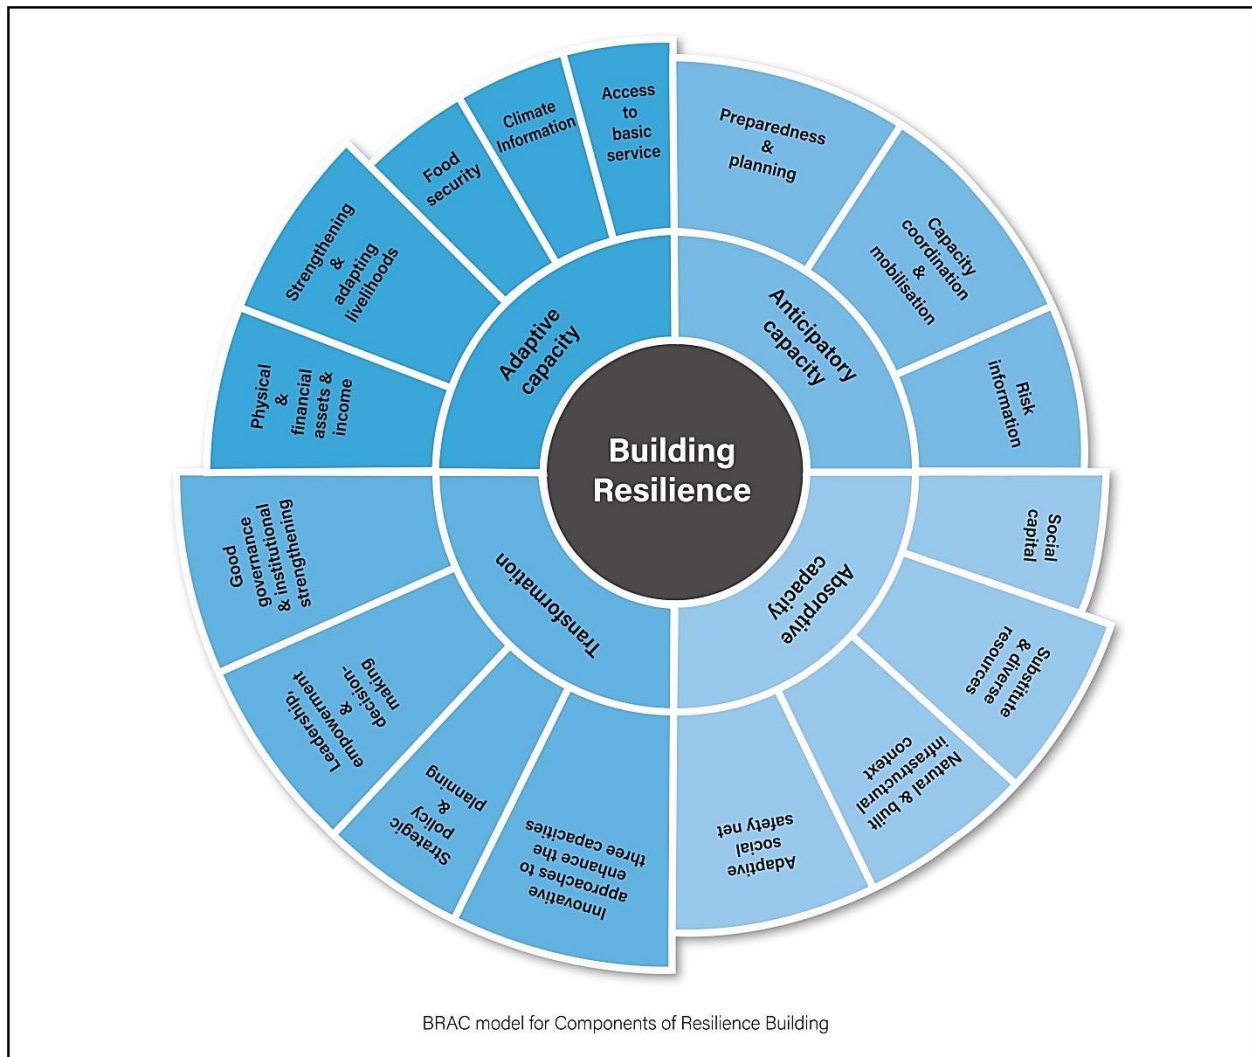 Building
Resilience
Adaptive
capacity
Anticipatory
capacity
Absorptive
capacity
Transformation
Access
to
basic
service
Climate
Information
Food
security
Strengthening
&
adapting
livelihoods
Physical
&
financial
assets &
income
Preparedness
&
planning
Capacity
coordination
&
mobilisation
Risk
information
Social
capital
Substitute
& diverse
resources
Natural & built
infrastructural
context
Adaptive
social
safety net
Innovative
approaches to
enhance the
three capacities
Strategic
policy
&
planning
Leadership,
empowerment
&
decision-
making
Good
governance
& institutional
strengthening
BRAC model for Components of Resilience Building